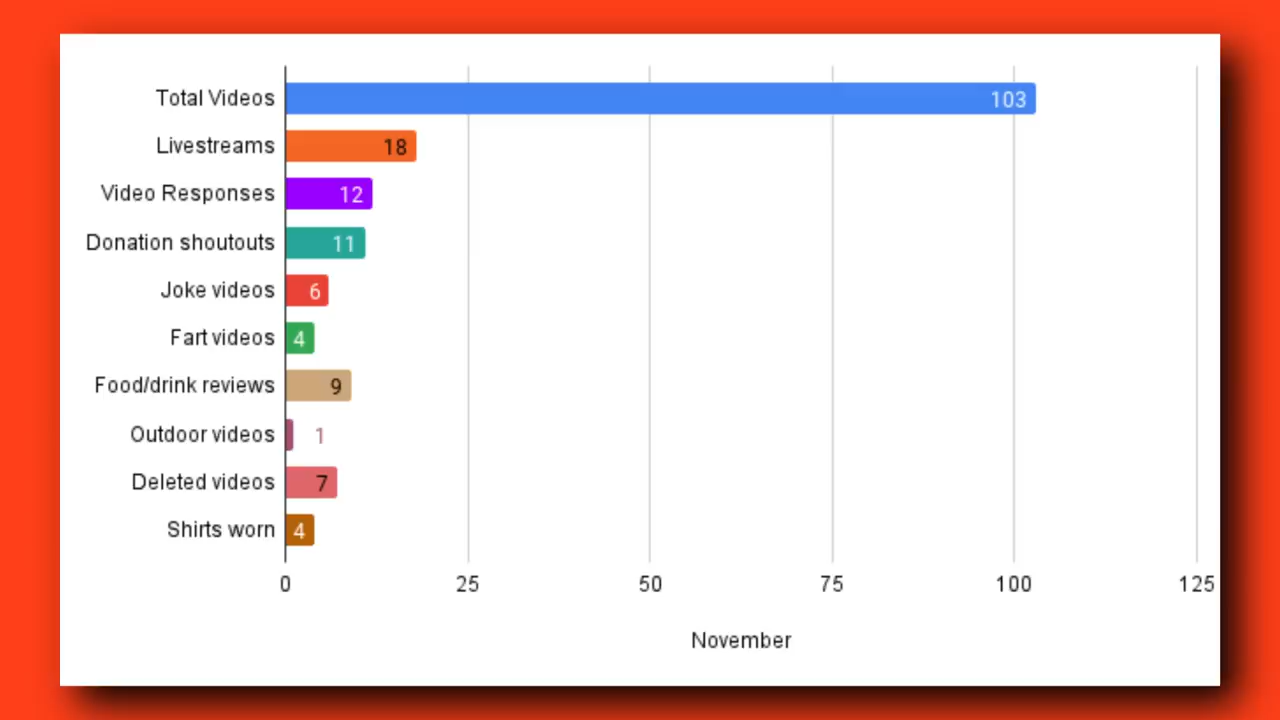 Total Videos 103
Livestreams 18
Video Responses 12
Donation shoutouts 11
Joke videos 6
Fart videos 4
Food/drink reviews 9
Outdoor videos 1
Deleted videos 7
Shirts worn 4
0 25 50 75 100 125
November